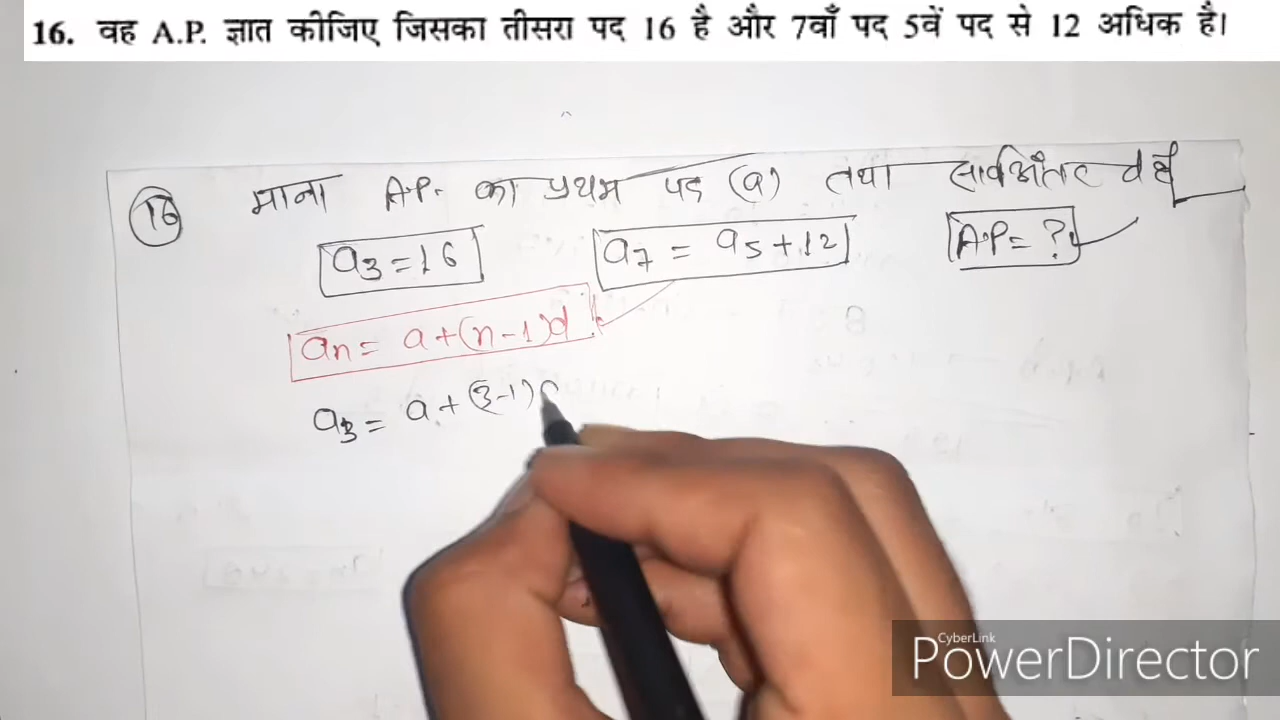 16. वह A.P. ज्ञात कीजिए जिसका तीसरा पद 16 है और 7वाँ पद 5वें पद से 12 अधिक है।
16 माना A.P. का प्रथम पद (a) तथा सार्वअंतर d है
a3 = 16 a7 = a5 + 12 A.P = ?
an = a + (n - 1)d
a3 = a + (3 - 1)
CyberLink
PowerDirector